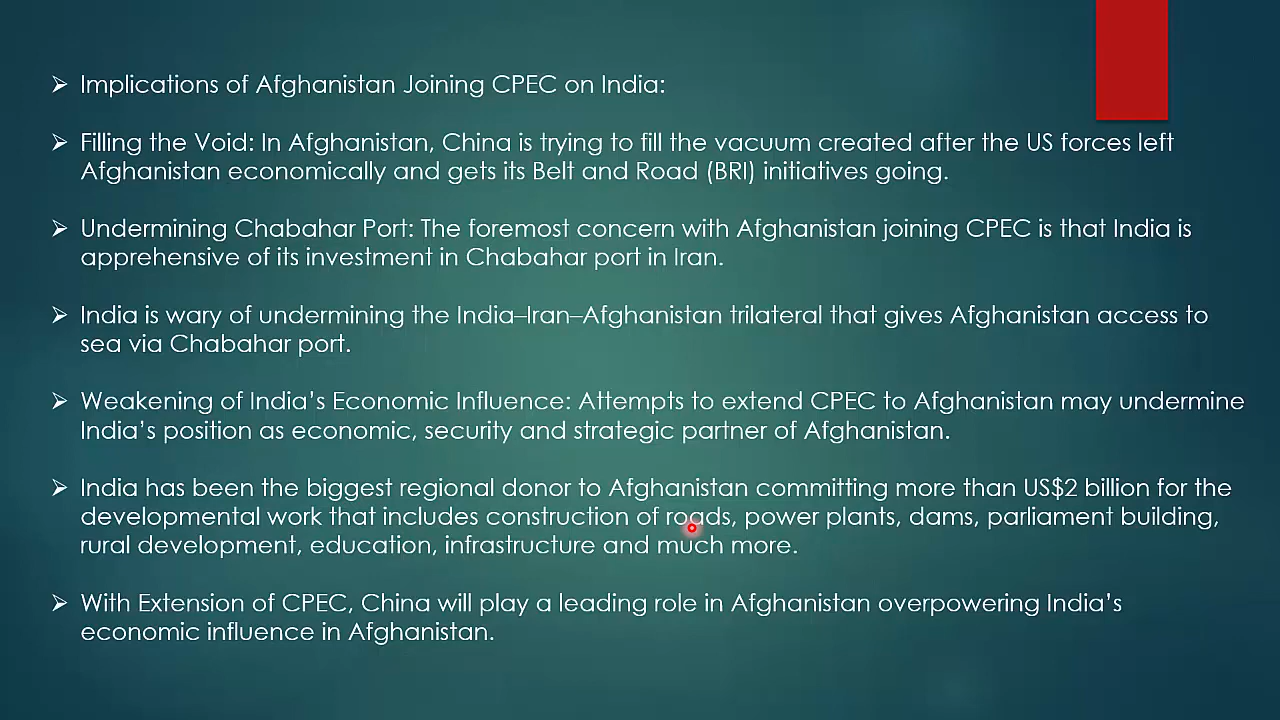 ➢ Implications of Afghanistan Joining CPEC on India:
➢ Filling the Void: In Afghanistan, China is trying to fill the vacuum created after the US forces left
Afghanistan economically and gets its Belt and Road (BRI) initiatives going.
➢ Undermining Chabahar Port: The foremost concern with Afghanistan joining CPEC is that India is
apprehensive of its investment in Chabahar port in Iran.
➢ India is wary of undermining the India–Iran–Afghanistan trilateral that gives Afghanistan access to
sea via Chabahar port.
➢ Weakening of India’s Economic Influence: Attempts to extend CPEC to Afghanistan may undermine
India’s position as economic, security and strategic partner of Afghanistan.
➢ India has been the biggest regional donor to Afghanistan committing more than US$2 billion for the
developmental work that includes construction of roads, power plants, dams, parliament building,
rural development, education, infrastructure and much more.
➢ With Extension of CPEC, China will play a leading role in Afghanistan overpowering India’s
economic influence in Afghanistan.